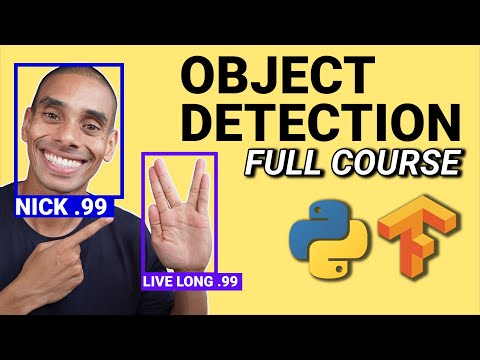 OBJECT
DETECTION
FULL COURSE
NICK .99
LIVE LONG .99